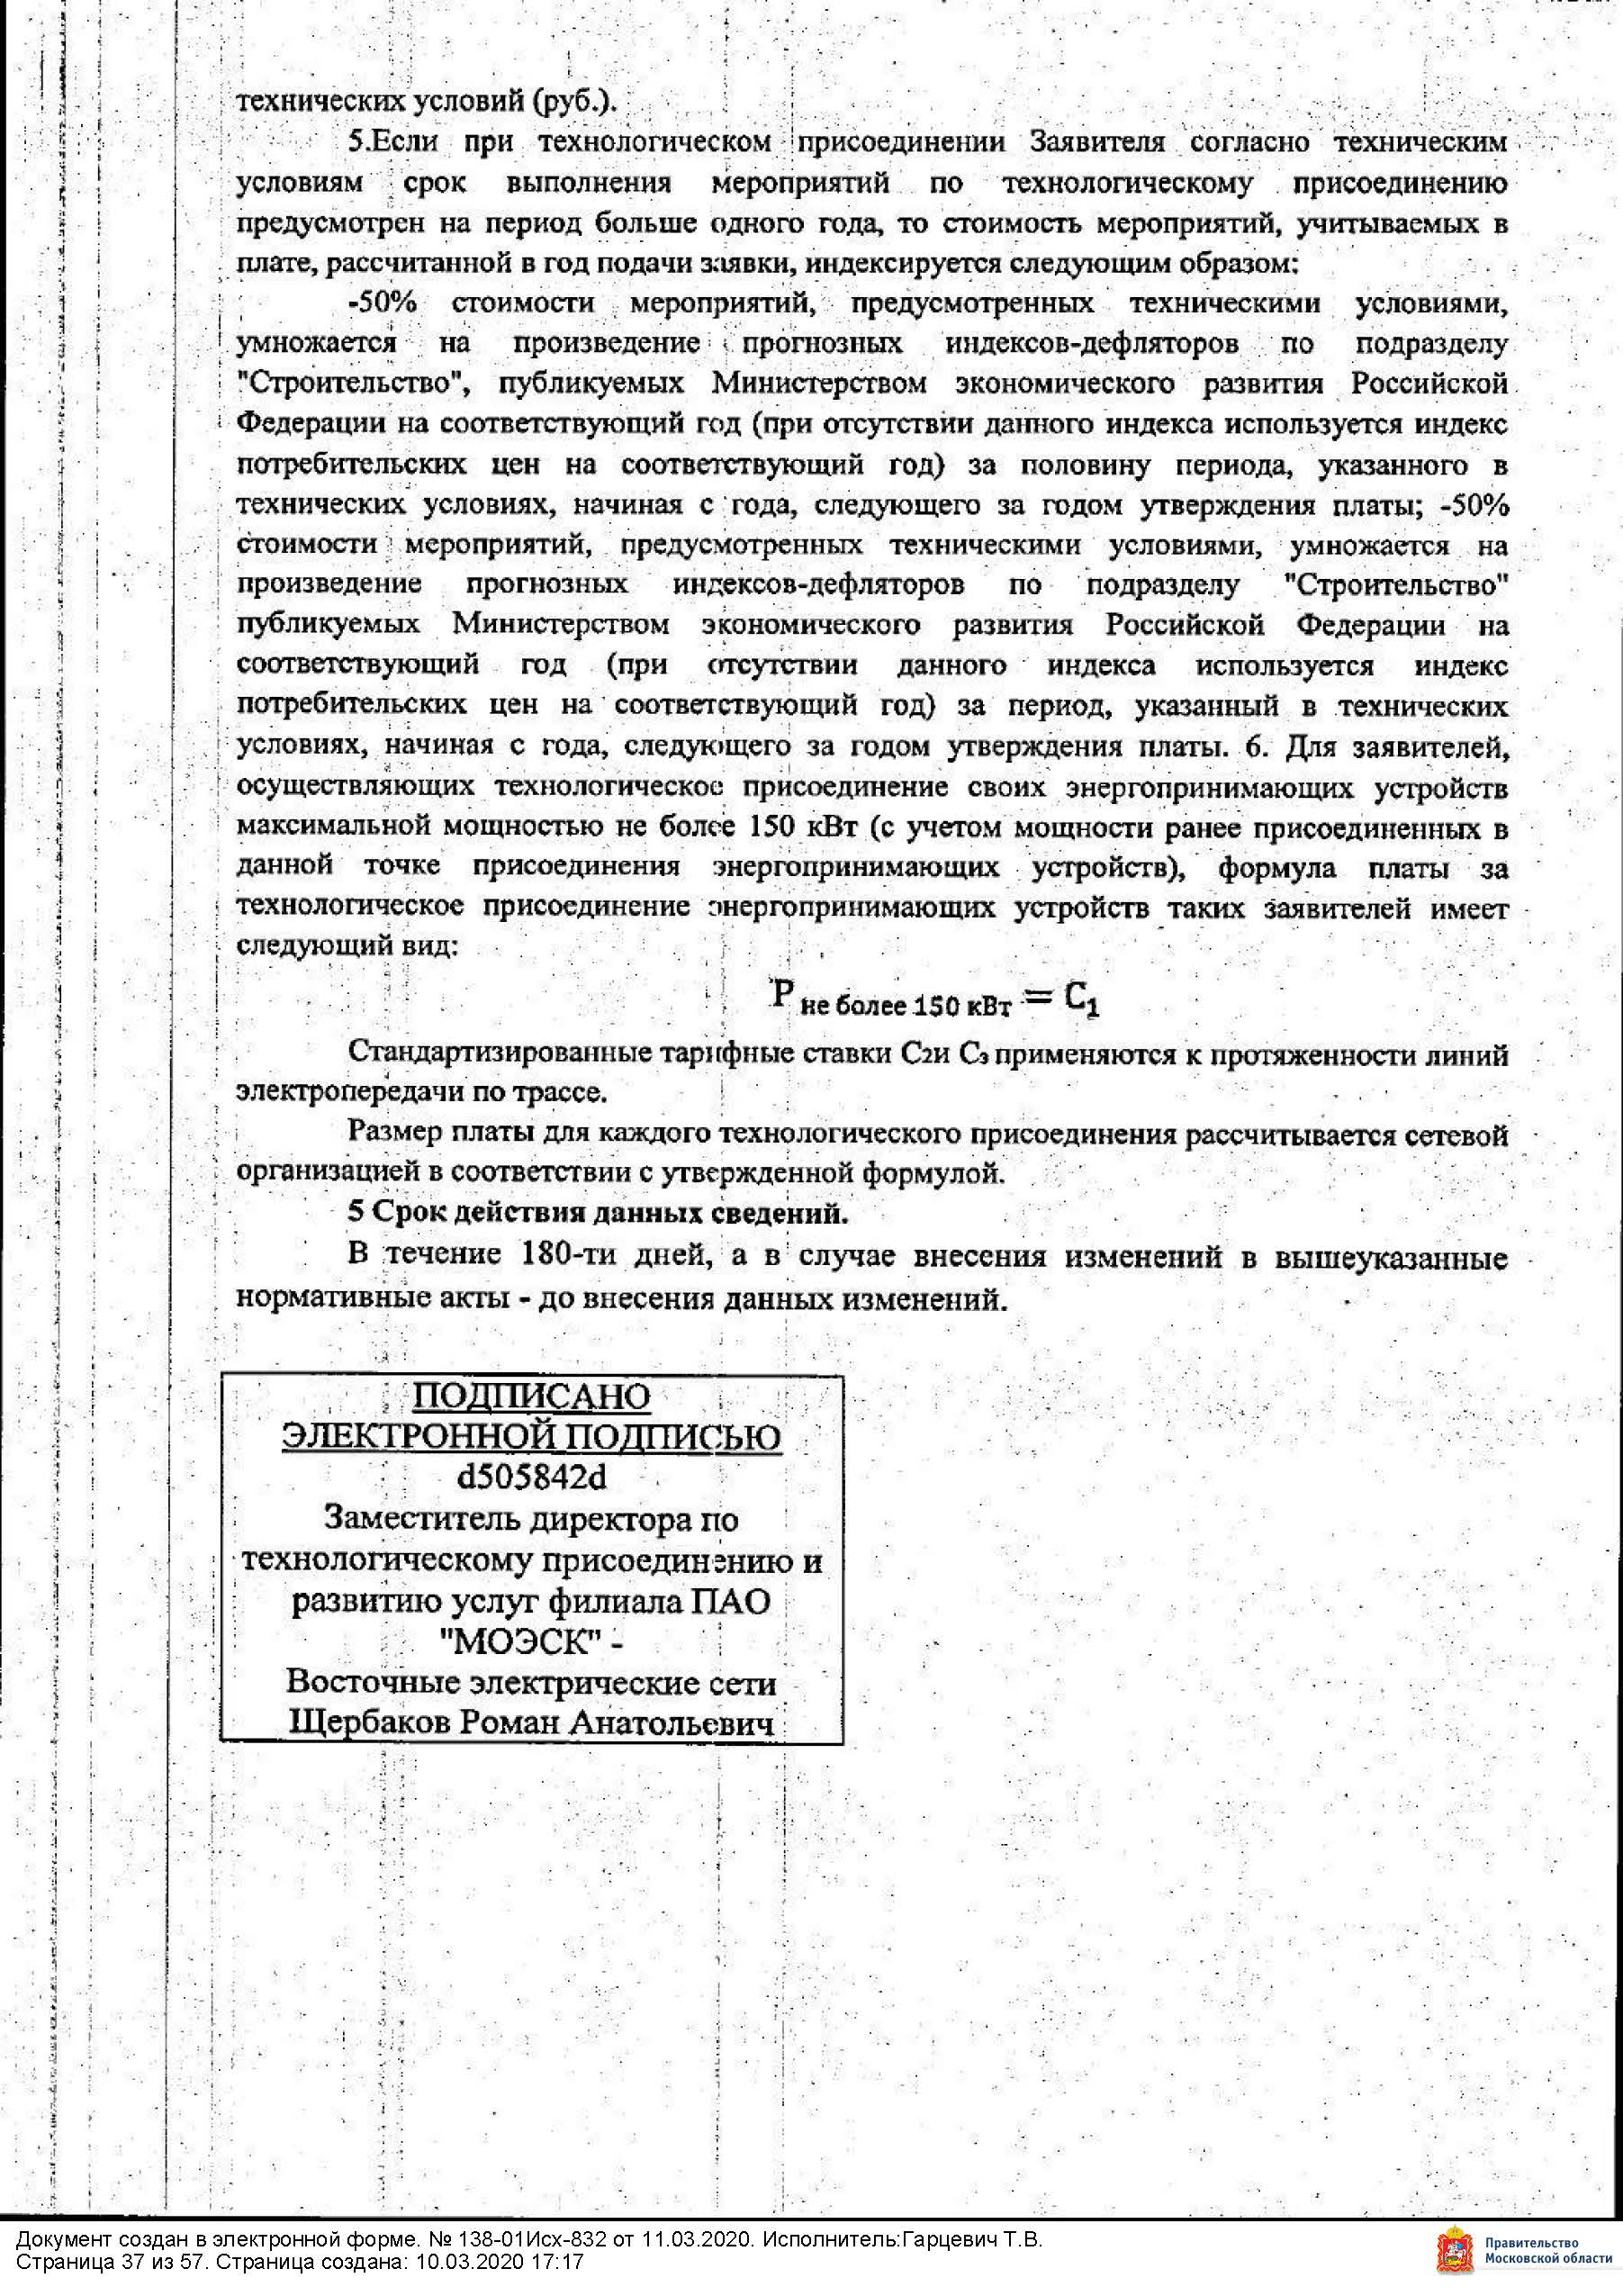 технических условий (руб.).
5.Если при технологическом присоединении Заявителя согласно техническим
условиям срок выполнения мероприятий по технологическому присоединению
предусмотрен на период больше одного года, то стоимость мероприятий, учитываемых в
плате, рассчитанной в год подачи заявки, индексируется следующим образом:
-50% стоимости мероприятий, предусмотренных техническими условиями,
умножается на произведение прогнозных индексов-дефляторов по подразделу
"Строительство", публикуемых Министерством экономического развития Российской
Федерации на соответствующий год (при отсутствии данного индекса используется индекс
потребительских цен на соответствующий год) за половину периода, указанного в
технических условиях, начиная с года, следующего за годом утверждения платы; -50%
стоимости мероприятий, предусмотренных техническими условиями, умножается на
произведение прогнозных индексов-дефляторов по подразделу "Строительство"
публикуемых Министерством экономического развития Российской Федерации на
соответствующий год (при отсутствии данного индекса используется индекс
потребительских цен на соответствующий год) за период, указанный в технических
условиях, начиная с года, следующего за годом утверждения платы. 6. Для заявителей,
осуществляющих технологическое присоединение своих энергопринимающих устройств
максимальной мощностью не более 150 кВт (с учетом мощности ранее присоединенных в
данной точке присоединения энергопринимающих устройств), формула платы за
технологическое присоединение энергопринимающих устройств таких заявителей имеет
следующий вид:
P не более 150 кВт = C1
Стандартизированные тарифные ставки С2и С3 применяются к протяженности линий
электропередачи по трассе.
Размер платы для каждого технологического присоединения рассчитывается сетевой
организацией в соответствии с утвержденной формулой.
5 Срок действия данных сведений.
В течение 180-ти дней, а в случае внесения изменений в вышеуказанные
нормативные акты - до внесения данных изменений.
ПОДПИСАНО
ЭЛЕКТРОННОЙ ПОДПИСЬЮ
d505842d
Заместитель директора по
технологическому присоединению и
развитию услуг филиала ПАО
"МОЭСК" -
Восточные электрические сети
Щербаков Роман Анатольевич
Документ создан в электронной форме. № 138-01Исх-832 от 11.03.2020. Исполнитель:Гарцевич Т.В.
Страница 37 из 57. Страница создана: 10.03.2020 17:17
Правительство
Московской области